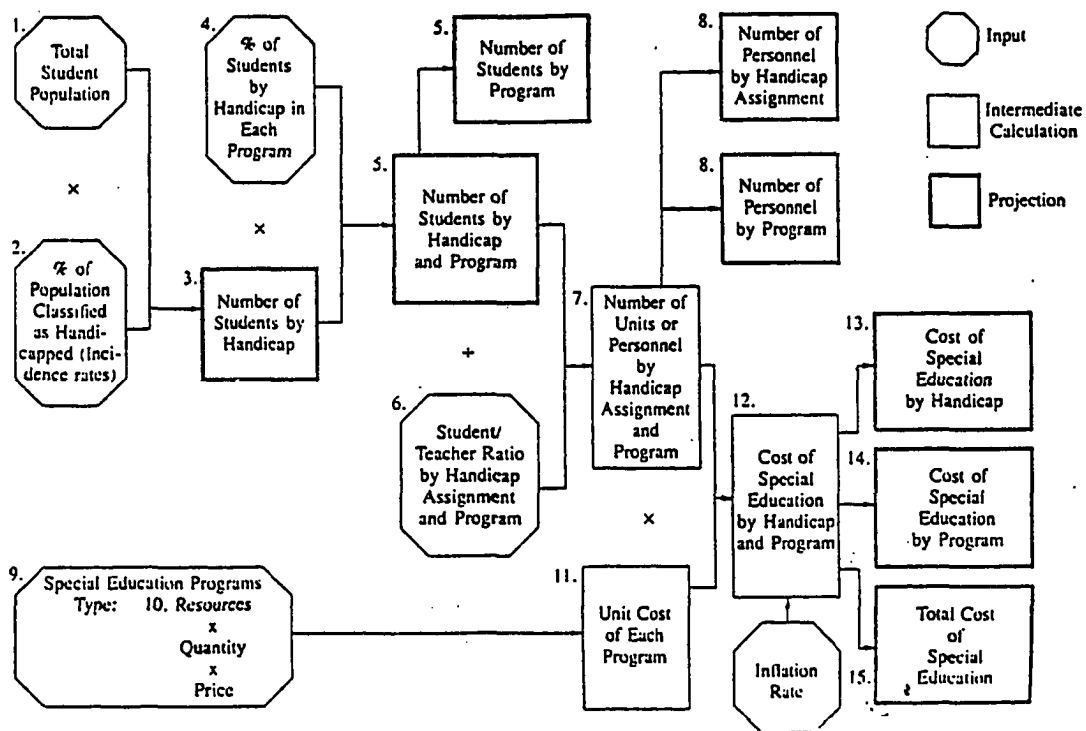 1.
Total
Student
Population
×
2.
% of
Population
Classified
as Handi-
capped (Inci-
dence rates)
3.
Number of
Students by
Handicap
4.
% of
Students
by
Handicap in
Each
Program
×
5.
Number of
Students by
Program
5.
Number of
Students by
Handicap
and Program
+
6.
Student/
Teacher Ratio
by Handicap
Assignment
and Program
7.
Number of
Units or
Personnel
by
Handicap
Assignment
and
Program
×
8.
Number of
Personnel
by Handicap
Assignment
8.
Number of
Personnel
by Program
Input
Intermediate
Calculation
Projection
9.
Special Education Programs
Type: 10. Resources
x
Quantity
x
Price
11.
Unit Cost
of Each
Program
12.
Cost of
Special
Education
by Handicap
and Program
Inflation
Rate
13.
Cost of
Special
Education
by Handicap
14.
Cost of
Special
Education
by Program
15.
Total Cost
of
Special
Education